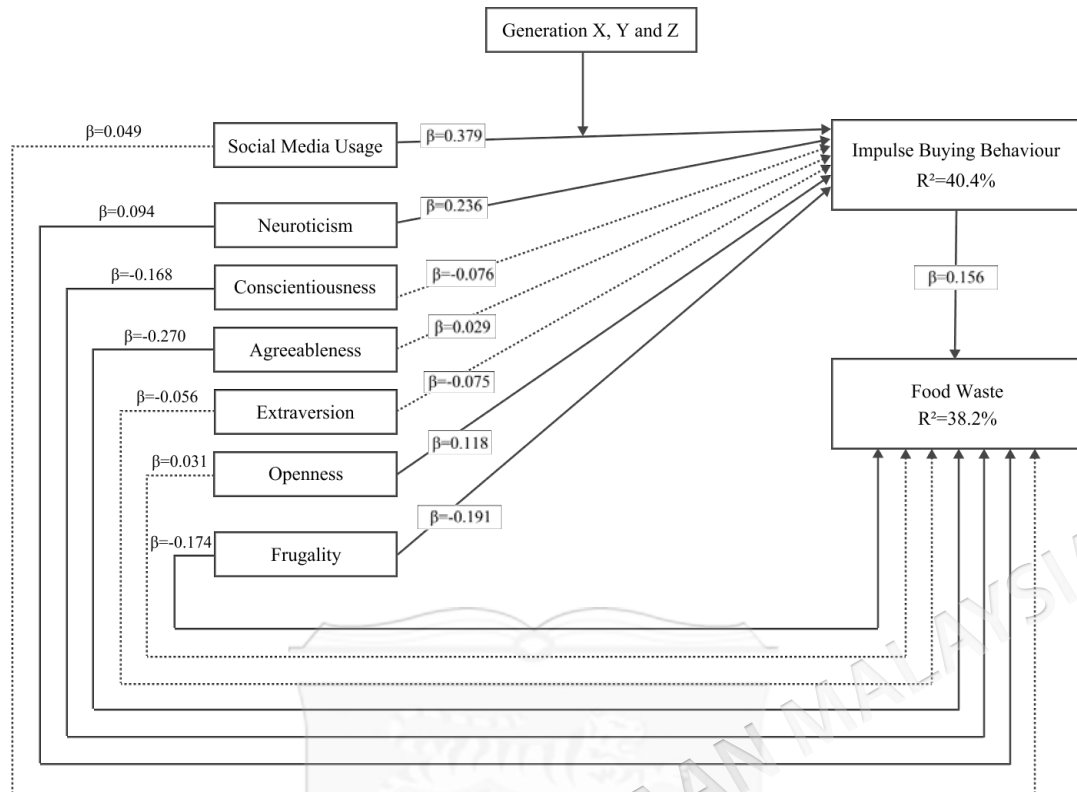 Generation X, Y and Z
β=0.049
Social Media Usage
β=0.379
Impulse Buying Behaviour
R²=40.4%
β=0.094
Neuroticism
β=0.236
β=-0.168
Conscientiousness
β=-0.076
β=0.156
β=-0.270
Agreeableness
β=0.029
β=-0.056
Extraversion
β=-0.075
Food Waste
R²=38.2%
β=0.031
Openness
β=0.118
β=-0.174
Frugality
β=-0.191
AN MALAYSIA